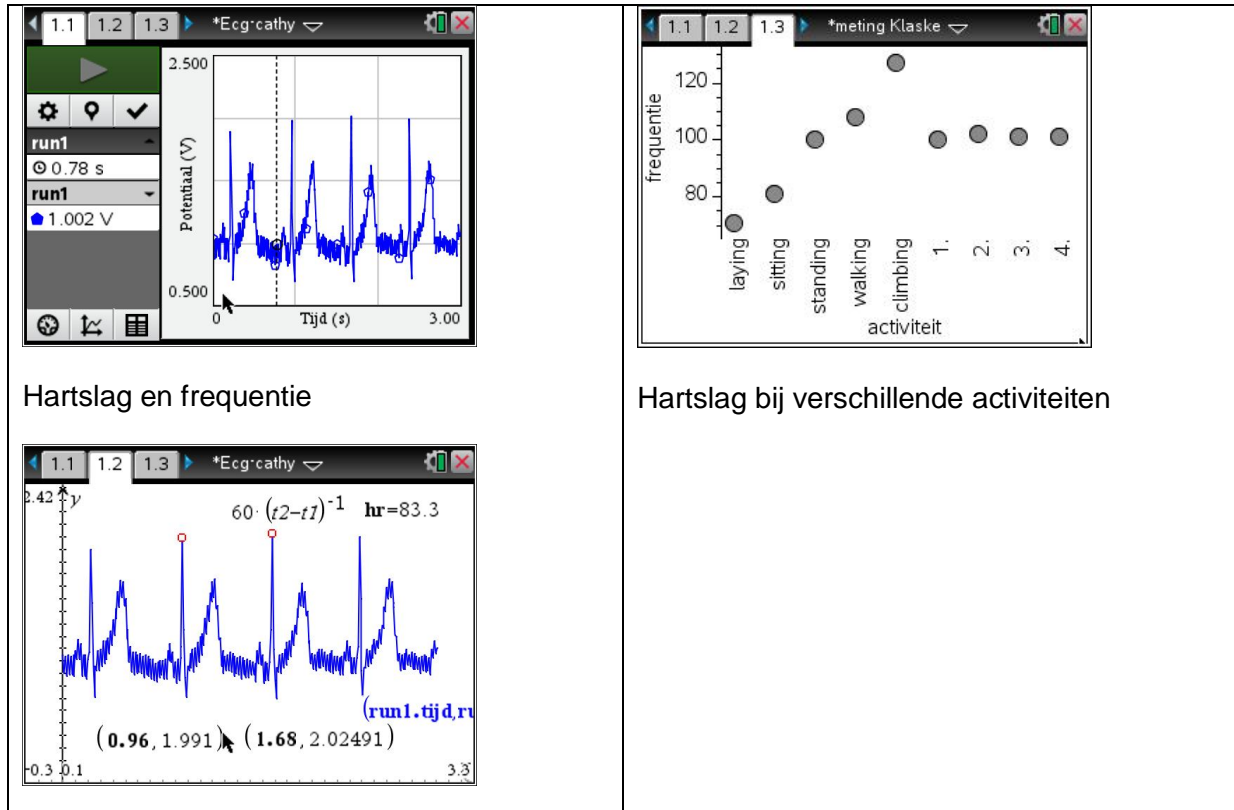 1.1 1.2 1.3 *Ecg-cathy
run1
0.78 s
run1
1.002 V
2.500
Potentiaal (V)
0.500
0 Tijd (s) 3.00
Hartslag en frequentie
1.1 1.2 1.3 *Ecg-cathy
2.42 y
60·(t2–t1)⁻¹ hr=83.3
(run1.tijd,ru
(0.96, 1.991) (1.68, 2.02491)
-0.3 0.1 3.3
1.1 1.2 1.3 *meting Klaske
frequentie
120
100
80
laying sitting standing walking climbing 1. 2. 3. 4.
activiteit
Hartslag bij verschillende activiteiten